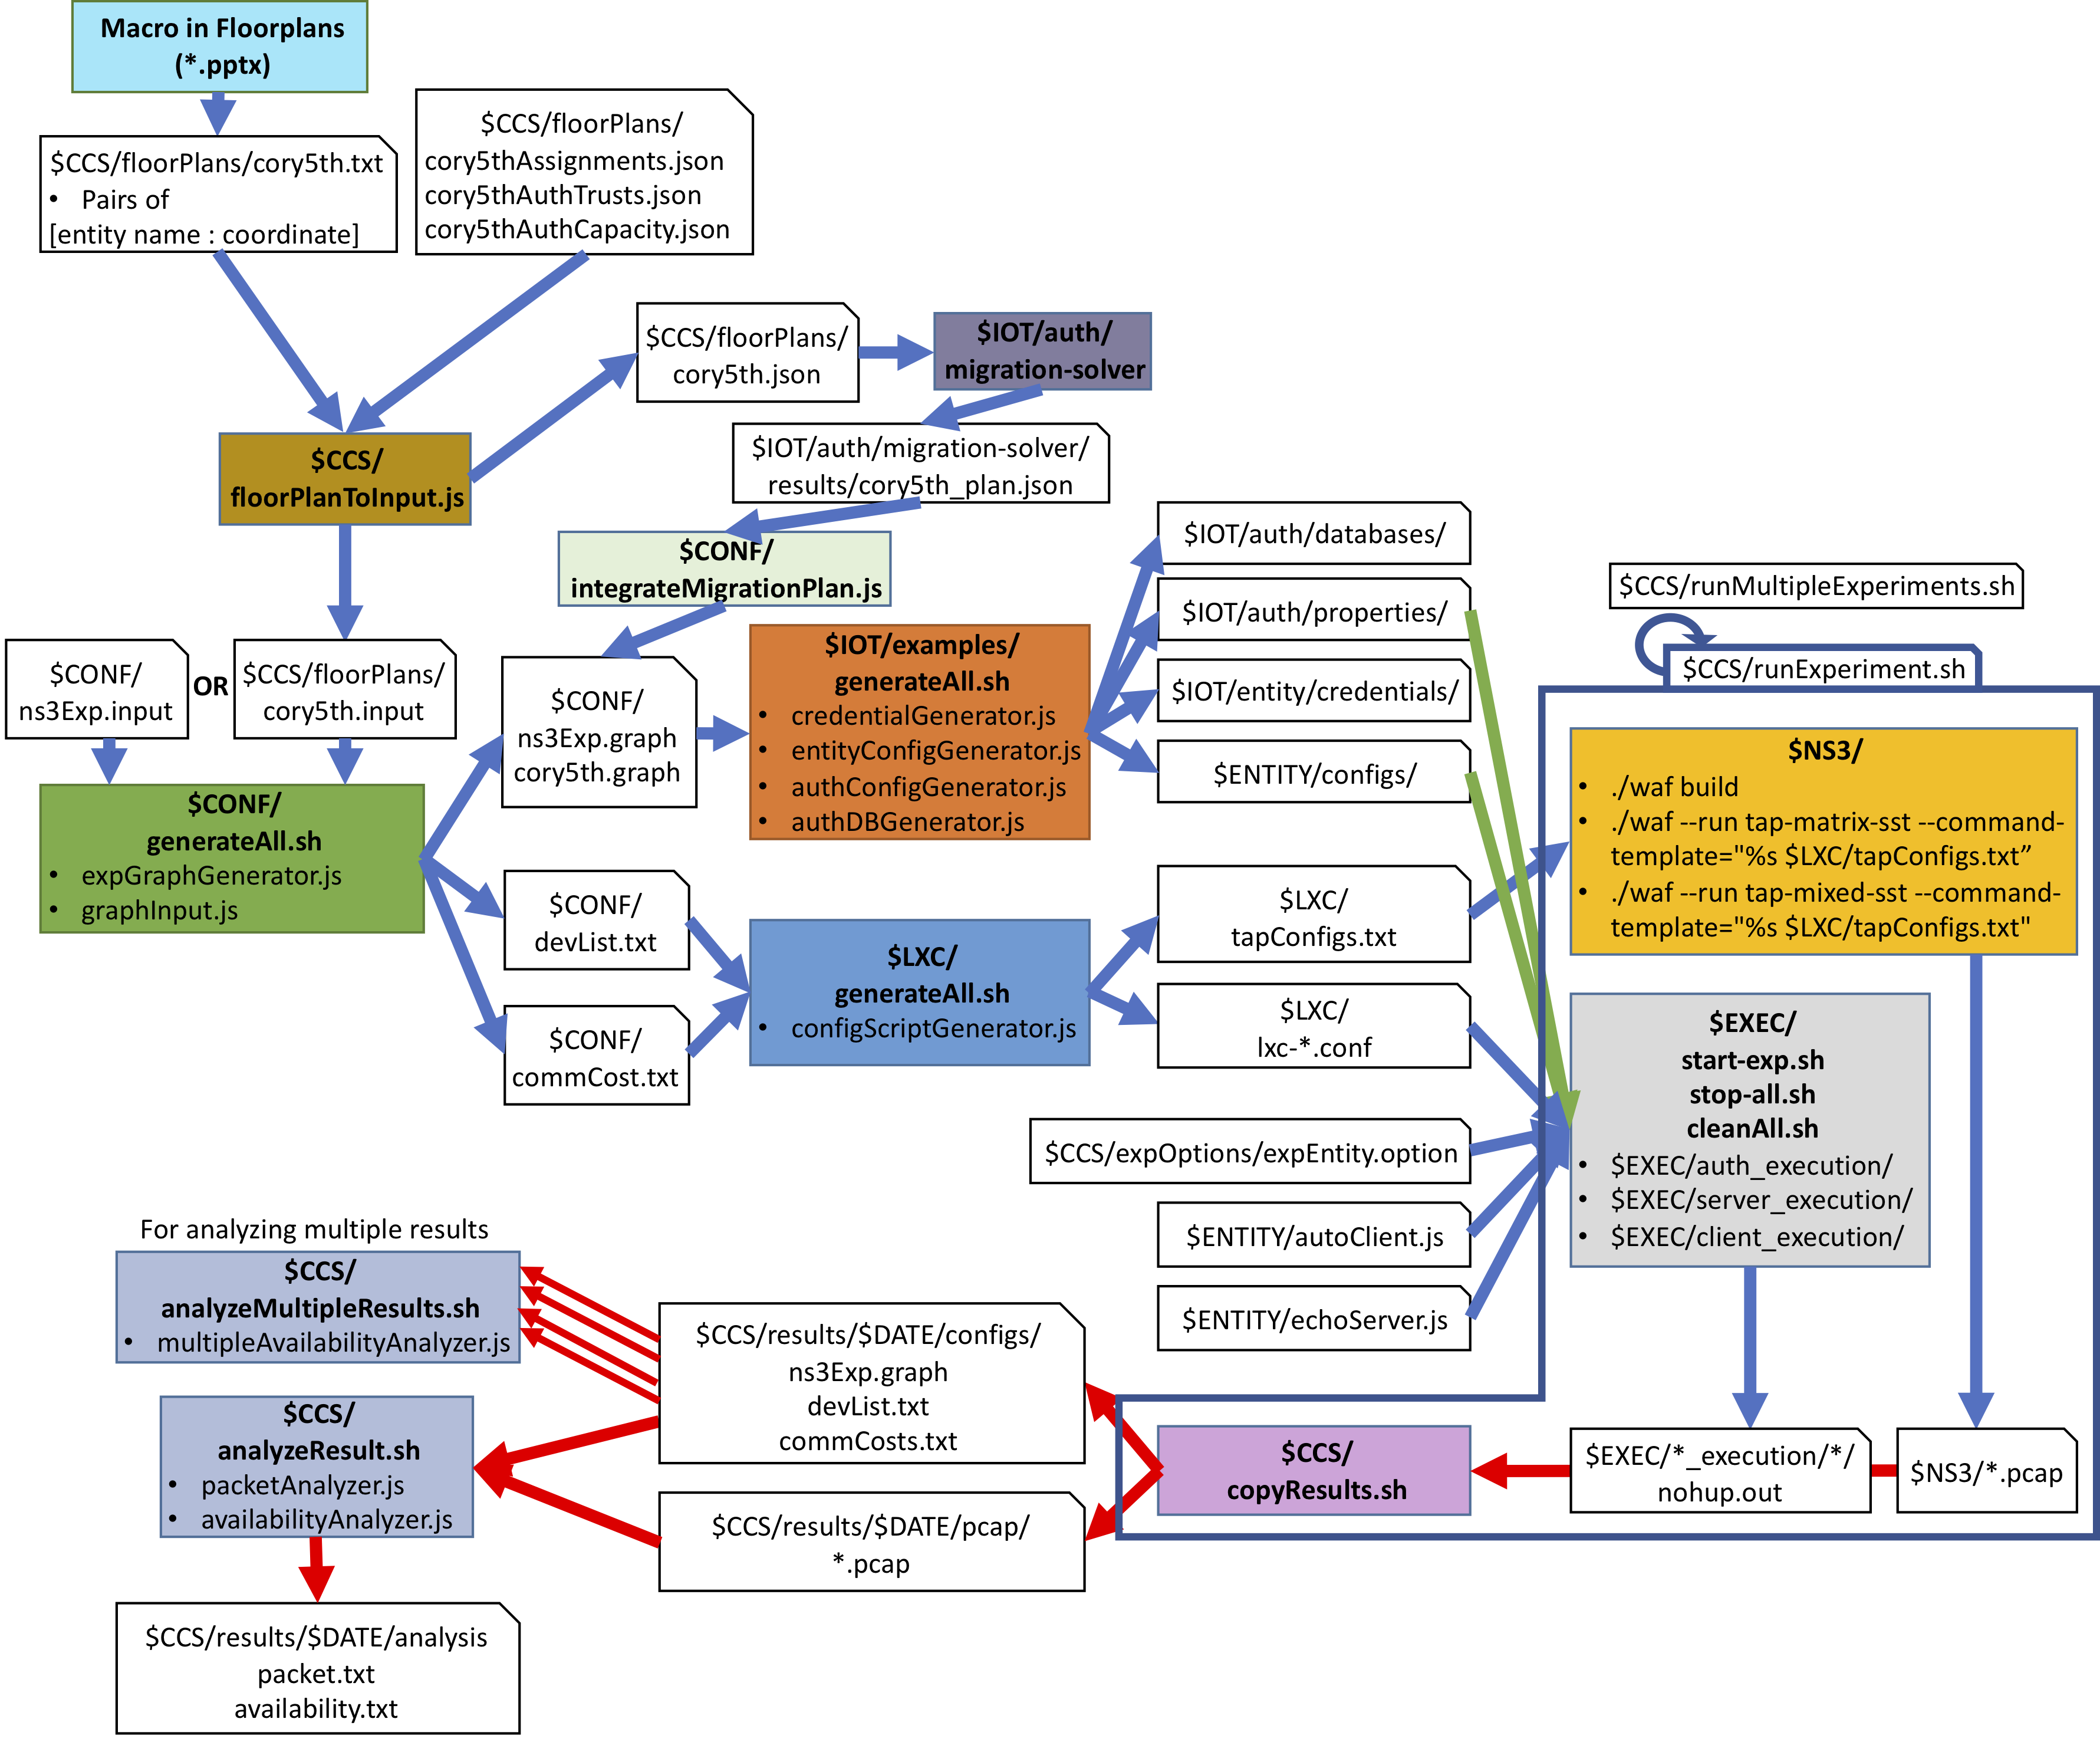 Macro in Floorplans
(*.pptx)
$CCS/floorPlans/cory5th.txt
• Pairs of
[entity name : coordinate]
$CCS/floorPlans/
cory5thAssignments.json
cory5thAuthTrusts.json
cory5thAuthCapacity.json
$CCS/floorPlans/
cory5th.json
$IOT/auth/
migration-solver
$CCS/
floorPlanToInput.js
$IOT/auth/migration-solver/
results/cory5th_plan.json
$CONF/
integrateMigrationPlan.js
$CONF/
ns3Exp.input
OR
$CCS/floorPlans/
cory5th.input
$CONF/
generateAll.sh
• expGraphGenerator.js
• graphInput.js
$CONF/
ns3Exp.graph
cory5th.graph
$CONF/
devList.txt
$CONF/
commCost.txt
$IOT/examples/
generateAll.sh
• credentialGenerator.js
• entityConfigGenerator.js
• authConfigGenerator.js
• authDBGenerator.js
$LXC/
generateAll.sh
• configScriptGenerator.js
$IOT/auth/databases/
$IOT/auth/properties/
$IOT/entity/credentials/
$ENTITY/configs/
$LXC/
tapConfigs.txt
$LXC/
lxc-*.conf
$CCS/expOptions/expEntity.option
$ENTITY/autoClient.js
$ENTITY/echoServer.js
$CCS/runMultipleExperiments.sh
$CCS/runExperiment.sh
$NS3/
• ./waf build
• ./waf --run tap-matrix-sst --command-
template="%s $LXC/tapConfigs.txt”
• ./waf --run tap-mixed-sst --command-
template="%s $LXC/tapConfigs.txt"
$EXEC/
start-exp.sh
stop-all.sh
cleanAll.sh
• $EXEC/auth_execution/
• $EXEC/server_execution/
• $EXEC/client_execution/
$EXEC/*_execution/*/
nohup.out
$NS3/*.pcap
$CCS/
copyResults.sh
$CCS/results/$DATE/configs/
ns3Exp.graph
devList.txt
commCosts.txt
$CCS/results/$DATE/pcap/
*.pcap
For analyzing multiple results
$CCS/
analyzeMultipleResults.sh
• multipleAvailabilityAnalyzer.js
$CCS/
analyzeResult.sh
• packetAnalyzer.js
• availabilityAnalyzer.js
$CCS/results/$DATE/analysis
packet.txt
availability.txt